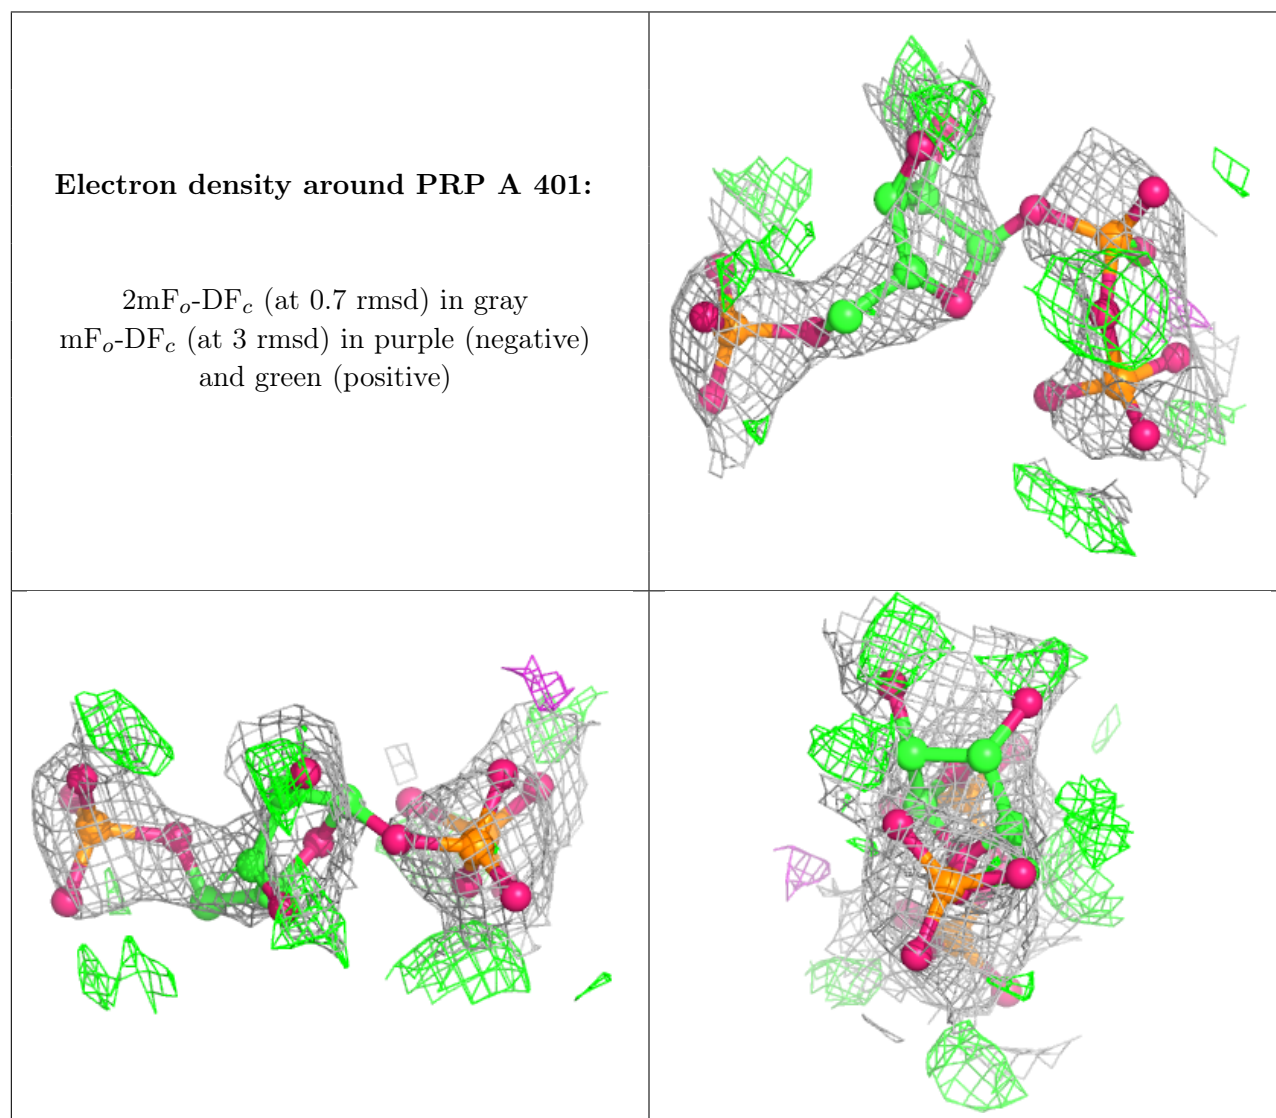 Electron density around PRP A 401:
2mFₒ-DF𝒸 (at 0.7 rmsd) in gray
mFₒ-DF𝒸 (at 3 rmsd) in purple (negative)
and green (positive)